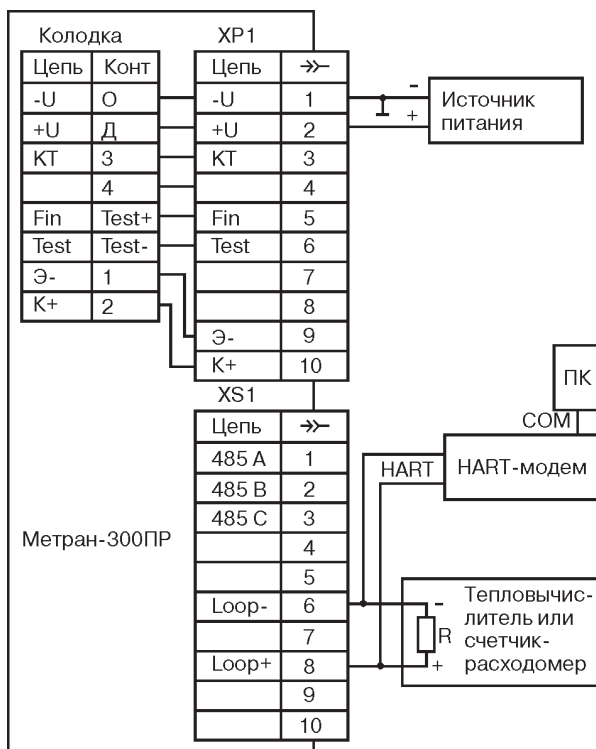 Колодка
Цепь Конт
-U О
+U Д
КТ 3
4
Fin Test+
Test Test-
Э- 1
К+ 2
XP1
Цепь
-U 1
+U 2
КТ 3
4
Fin 5
Test 6
7
8
Э- 9
К+ 10
- Источник
+ питания
XS1
Цепь
485 A 1
485 B 2
485 C 3
4
5
Loop- 6
7
Loop+ 8
9
10
Метран-300ПР
ПК
COM
HART
HART-модем
- Тепловычис-
литель или
R счетчик-
+ расходомер